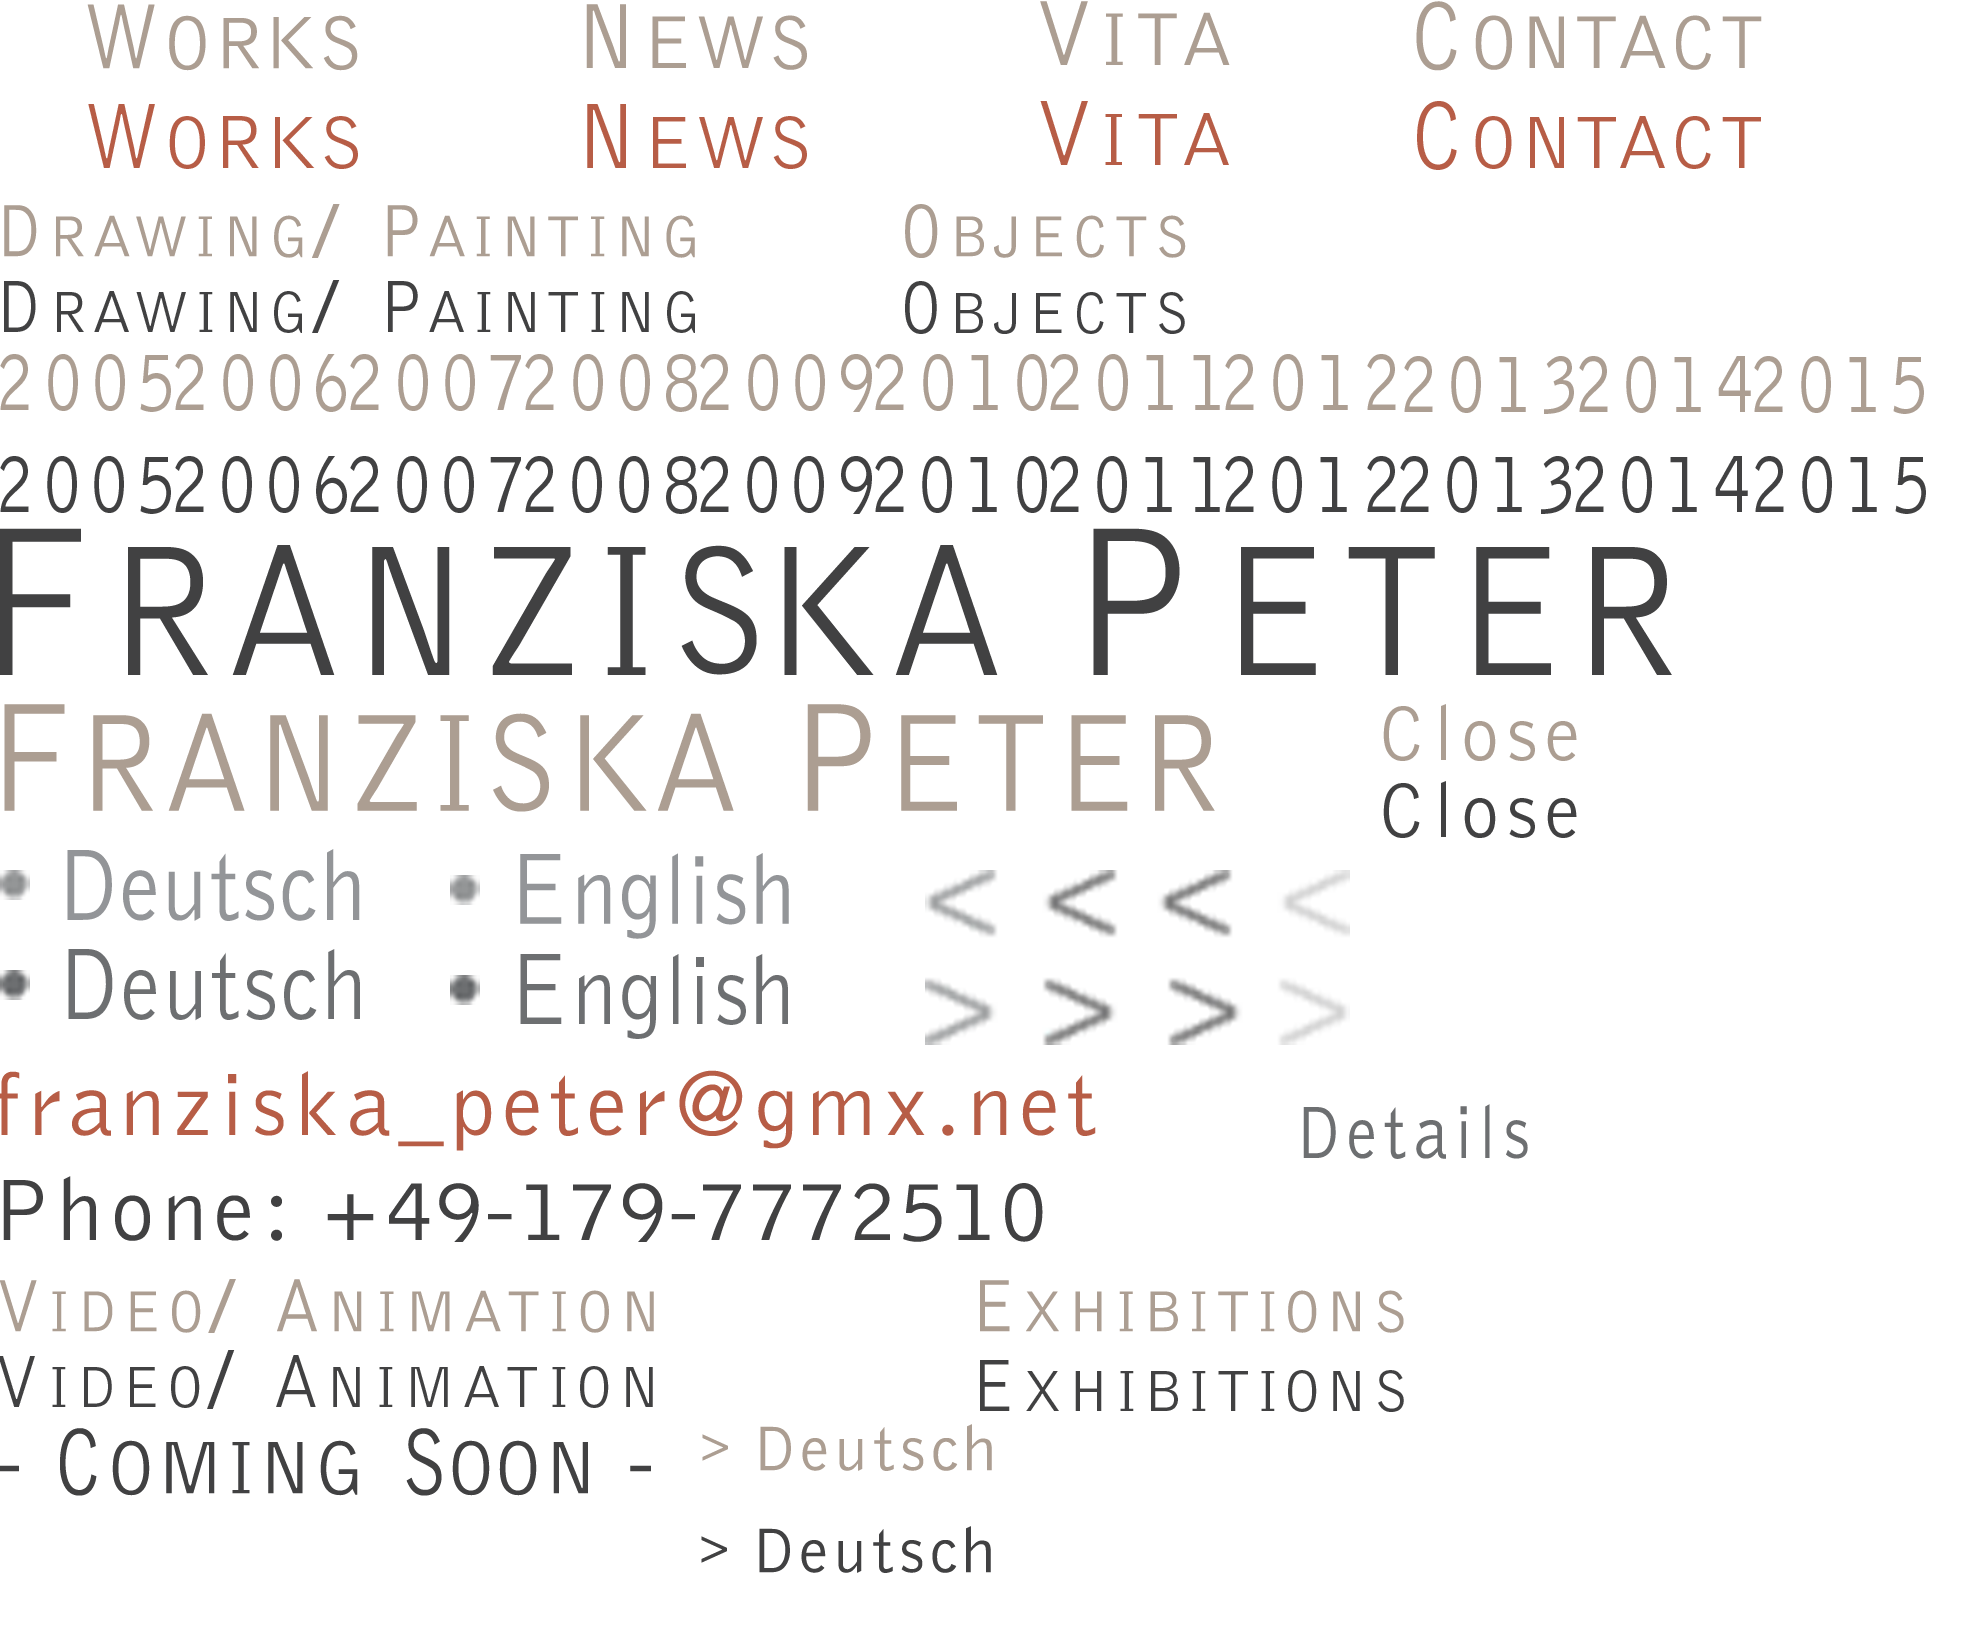 Works News Vita Contact
Works News Vita Contact
Drawing/ Painting Objects
Drawing/ Painting Objects
20052006200720082009201020112012201320142015
20052006200720082009201020112012201320142015
Franziska Peter
Franziska Peter Close
Close
• Deutsch • English < < < <
• Deutsch • English > > > >
franziska_peter@gmx.net Details
Phone: +49-179-7772510
Video/ Animation Exhibitions
Video/ Animation Exhibitions
- Coming Soon - > Deutsch
> Deutsch